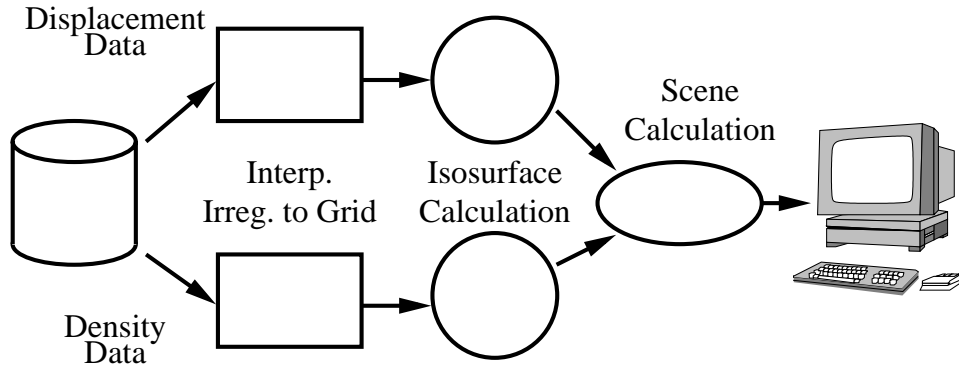 Displacement
Data
Scene
Calculation
Interp.
Irreg. to Grid
Isosurface
Calculation
Density
Data